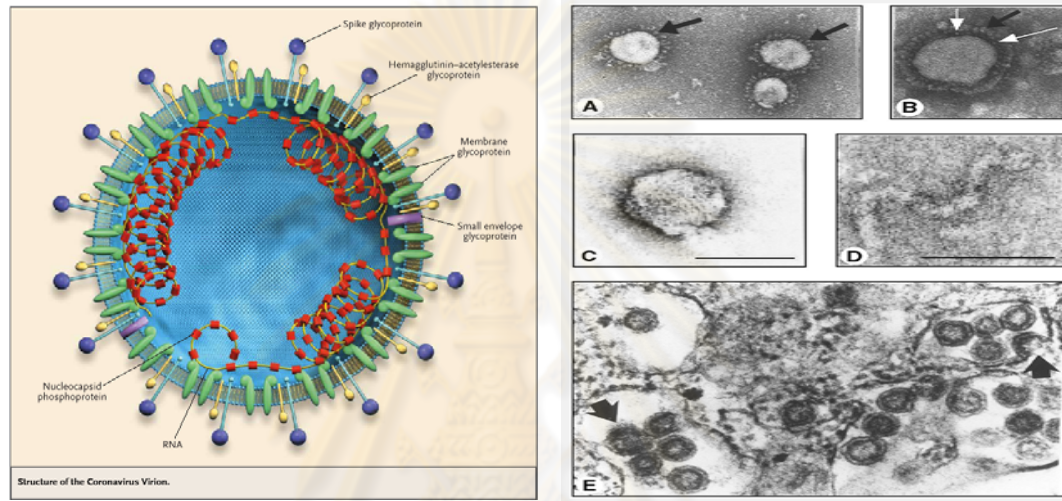 Spike glycoprotein
Hemagglutinin–acetylesterase
glycoprotein
Membrane
glycoprotein
Small envelope
glycoprotein
Nucleocapsid
phosphoprotein
RNA
Structure of the Coronavirus Virion.
A
B
C
D
E